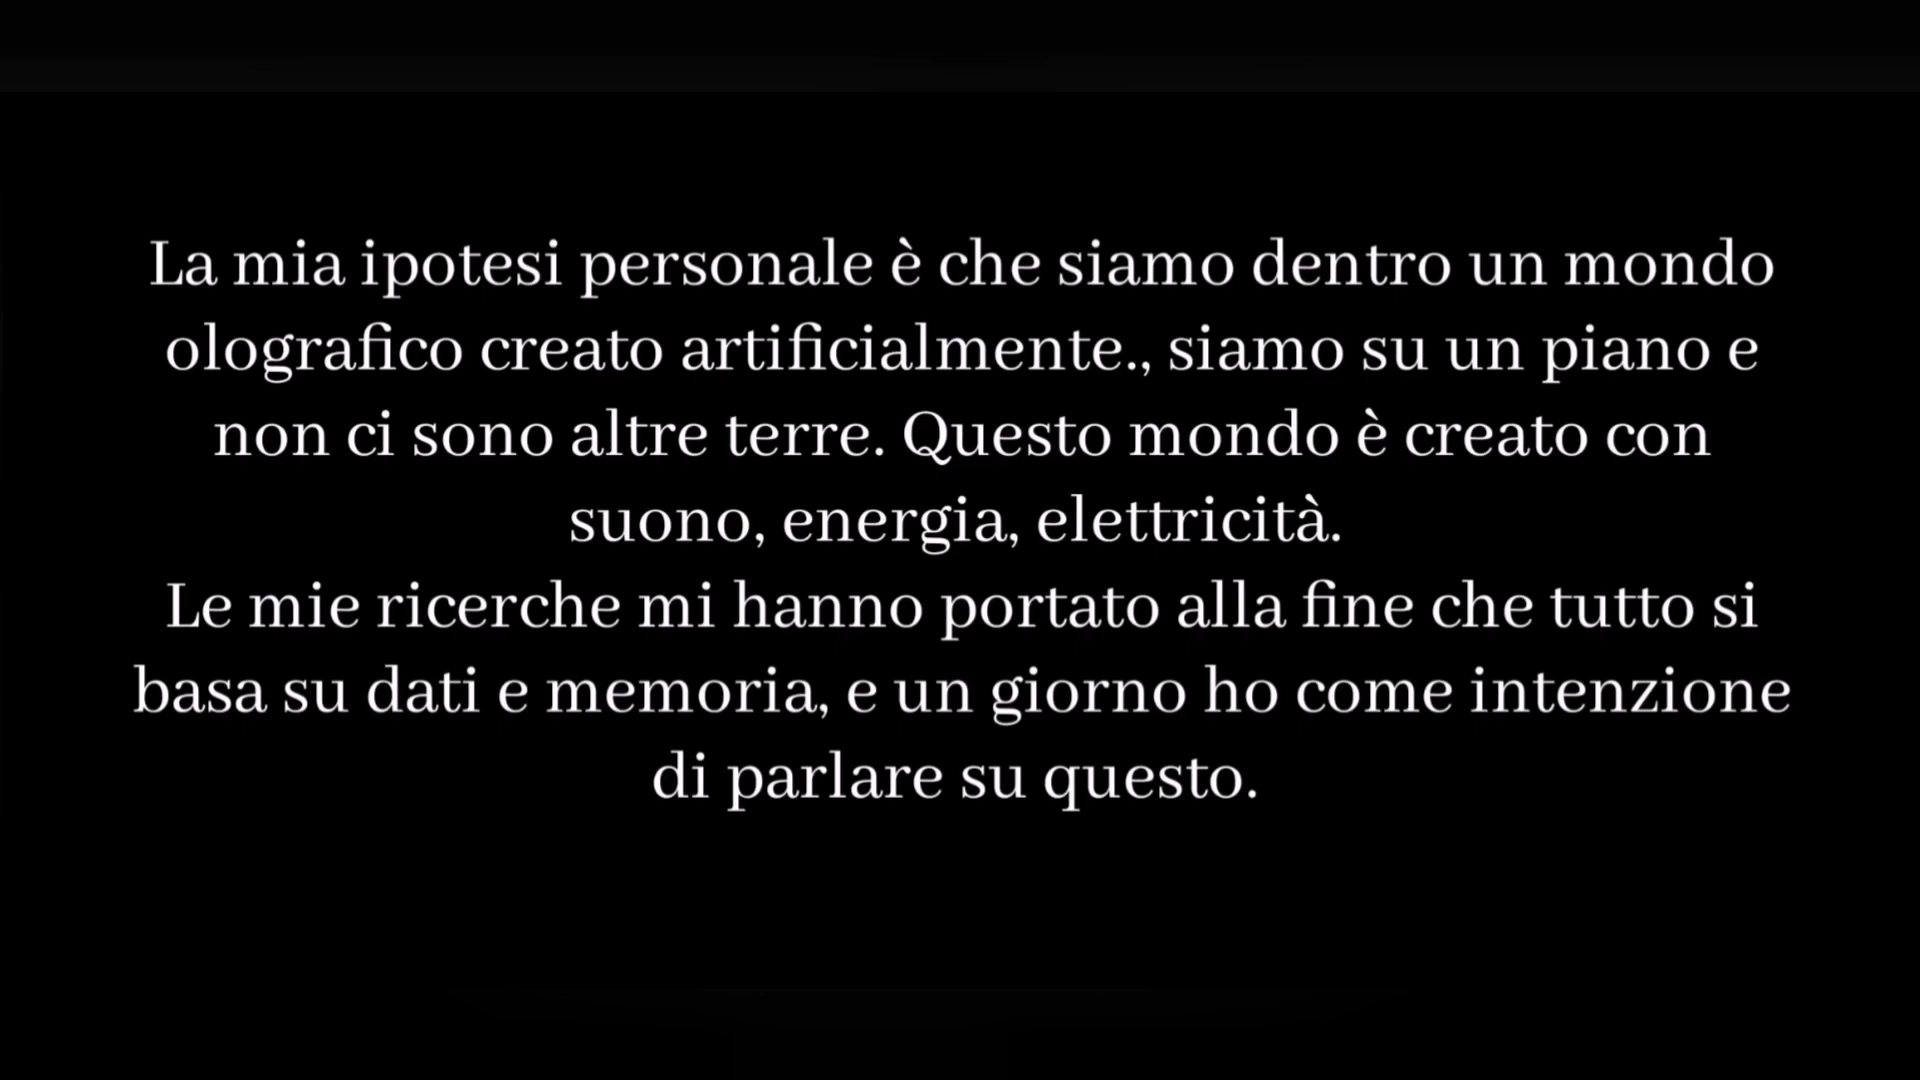 La mia ipotesi personale è che siamo dentro un mondo
olografico creato artificialmente., siamo su un piano e
non ci sono altre terre. Questo mondo è creato con
suono, energia, elettricità.
Le mie ricerche mi hanno portato alla fine che tutto si
basa su dati e memoria, e un giorno ho come intenzione
di parlare su questo.